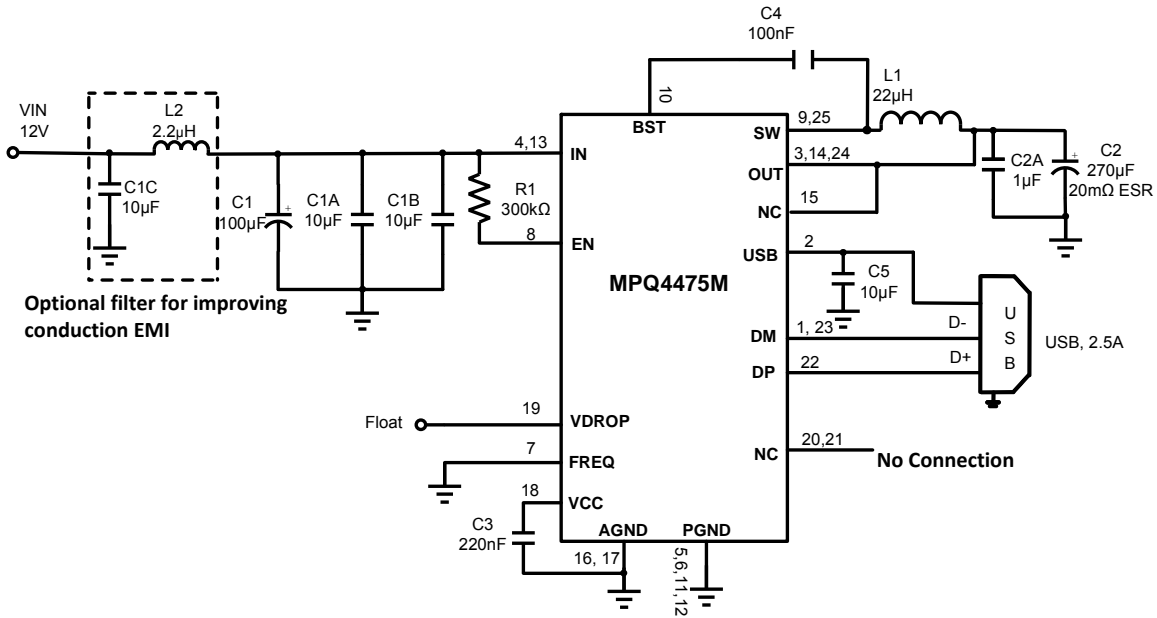 C4
100nF
L1
22µH
10
BST
VIN
12V
L2
2.2µH
C1C
10µF
Optional filter for improving
conduction EMI
C1
100µF
+
C1A
10µF
C1B
10µF
R1
300kΩ
4,13
IN
8
EN
MPQ4475M
SW
9,25
OUT
3,14,24
NC
15
USB
2
C2A
1µF
+
C2
270µF
20mΩ ESR
C5
10µF
DM
1, 23
D-
DP
22
D+
U
S
B
USB, 2.5A
Float
19
VDROP
7
FREQ
18
VCC
C3
220nF
AGND
16, 17
PGND
5,6,11,12
NC
20,21
No Connection